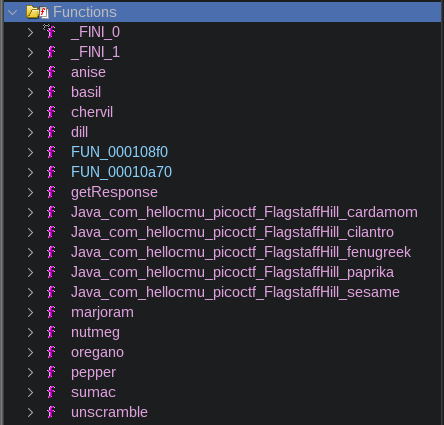 Functions
_FINI_0
_FINI_1
anise
basil
chervil
dill
FUN_000108f0
FUN_00010a70
getResponse
Java_com_hellocmu_picoctf_FlagstaffHill_cardamom
Java_com_hellocmu_picoctf_FlagstaffHill_cilantro
Java_com_hellocmu_picoctf_FlagstaffHill_fenugreek
Java_com_hellocmu_picoctf_FlagstaffHill_paprika
Java_com_hellocmu_picoctf_FlagstaffHill_sesame
marjoram
nutmeg
oregano
pepper
sumac
unscramble